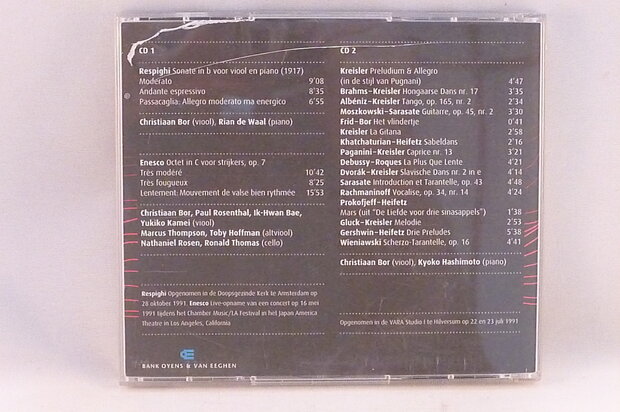 CD 1
Respighi Sonate in b voor viool en piano (1917)
Moderato 9'08
Andante espressivo 8'35
Passacaglia: Allegro moderato ma energico 6'55
Christiaan Bor (viool), Rian de Waal (piano)
Enesco Octet in C voor strijkers, op. 7
Très modéré 10'42
Très fougueux 8'25
Lentement: Mouvement de valse bien rythmée 15'53
Christiaan Bor, Paul Rosenthal, Ik-Hwan Bae,
Yukiko Kamei (viool)
Marcus Thompson, Toby Hoffman (altviool)
Nathaniel Rosen, Ronald Thomas (cello)
Respighi Opgenomen in de Doopsgezinde Kerk te Amsterdam op
28 oktober 1991. Enesco Live-opname van een concert op 16 mei
1991 tijdens het Chamber Music/LA Festival in het Japan America
Theatre in Los Angeles, California
BANK OYENS & VAN EEGHEN
CD 2
Kreisler Preludium & Allegro
(in de stijl van Pugnani) 4'47
Brahms–Kreisler Hongaarse Dans nr. 17 3'35
Albéniz–Kreisler Tango, op. 165, nr. 2 2'34
Moszkowski–Sarasate Guitarre, op. 45, nr. 2 3'30
Frid–Bor Het vlindertje 0'41
Kreisler La Gitana 2'58
Khatchaturian–Heifetz Sabeldans 2'16
Paganini–Kreisler Caprice nr. 13 3'21
Debussy–Roques La Plus Que Lente 4'21
Dvorák–Kreisler Slavische Dans nr. 2 in e 4'14
Sarasate Introduction et Tarantelle, op. 43 4'48
Rachmaninoff Vocalise, op. 34, nr. 14 4'24
Prokofjeff–Heifetz
Mars (uit "De Liefde voor drie sinasappels") 1'38
Gluck–Kreisler Melodie 2'53
Gershwin–Heifetz Drie Preludes 5'38
Wieniawski Scherzo-Tarantelle, op. 16 4'41
Christiaan Bor (viool), Kyoko Hashimoto (piano)
Opgenomen in de VARA Studio I te Hilversum op 22 en 23 juli 1991